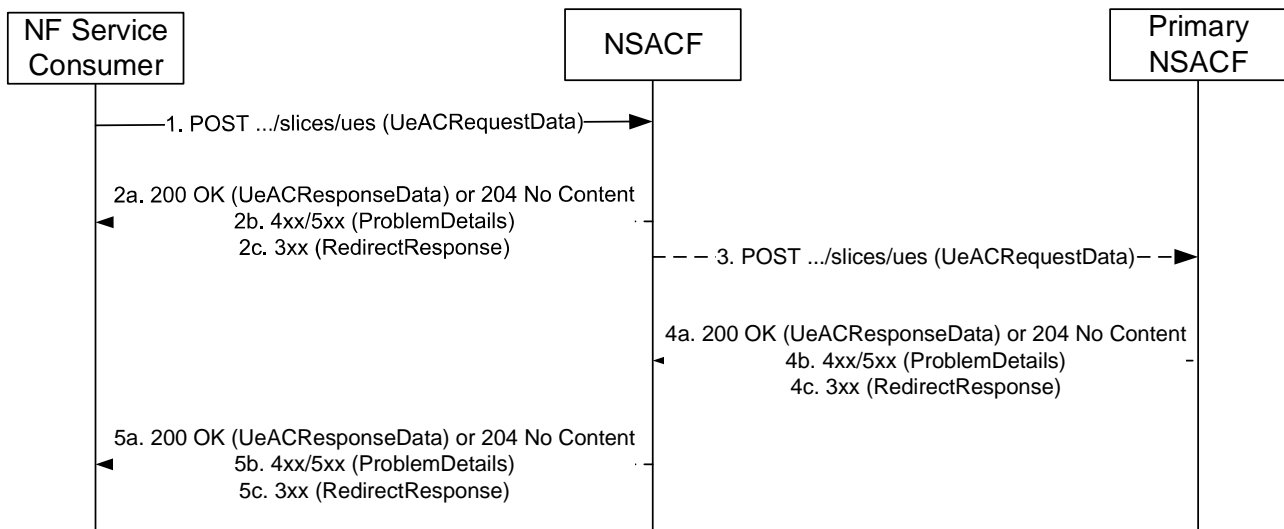 NF Service
Consumer
NSACF
Primary
NSACF
1. POST .../slices/ues (UeACRequestData)
2a. 200 OK (UeACResponseData) or 204 No Content
2b. 4xx/5xx (ProblemDetails)
2c. 3xx (RedirectResponse)
3. POST .../slices/ues (UeACRequestData)
4a. 200 OK (UeACResponseData) or 204 No Content
4b. 4xx/5xx (ProblemDetails)
4c. 3xx (RedirectResponse)
5a. 200 OK (UeACResponseData) or 204 No Content
5b. 4xx/5xx (ProblemDetails)
5c. 3xx (RedirectResponse)